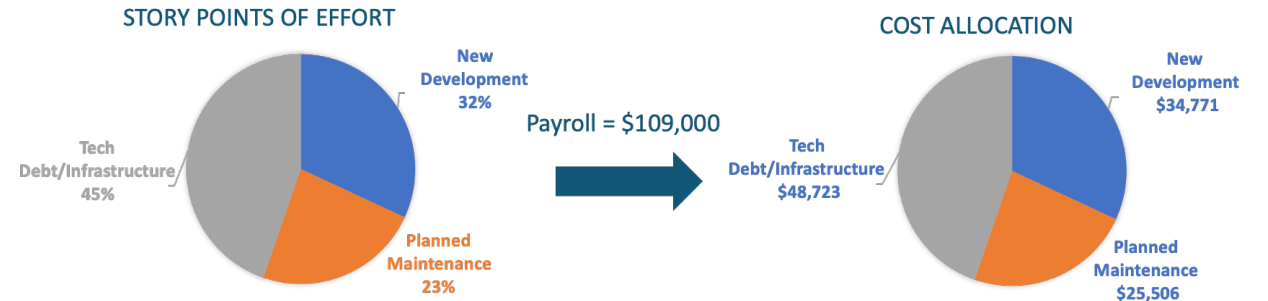 STORY POINTS OF EFFORT
New
Development
32%
Tech
Debt/Infrastructure
45%
Planned
Maintenance
23%
Payroll = $109,000
COST ALLOCATION
New
Development
$34,771
Tech
Debt/Infrastructure
$48,723
Planned
Maintenance
$25,506